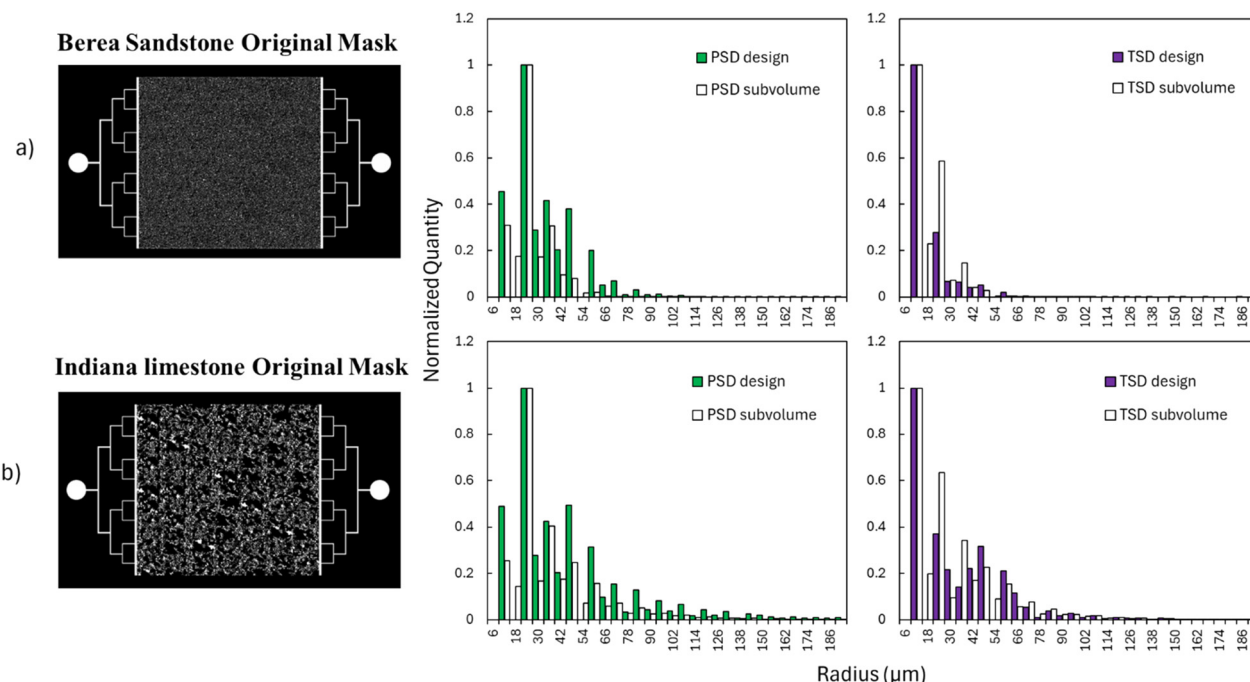 Berea Sandstone Original Mask
a)
Normalized Quantity
1.2
1
0.8
0.6
0.4
0.2
0
PSD design
PSD subvolume
6 18 30 42 54 66 78 90 102 114 126 138 150 162 174 186
1.2
1
0.8
0.6
0.4
0.2
0
TSD design
TSD subvolume
6 18 30 42 54 66 78 90 102 114 126 138 150 162 174 186
Indiana limestone Original Mask
b)
1.2
1
0.8
0.6
0.4
0.2
0
PSD design
PSD subvolume
6 18 30 42 54 66 78 90 102 114 126 138 150 162 174 186
1.2
1
0.8
0.6
0.4
0.2
0
TSD design
TSD subvolume
6 18 30 42 54 66 78 90 102 114 126 138 150 162 174 186
Radius (μm)